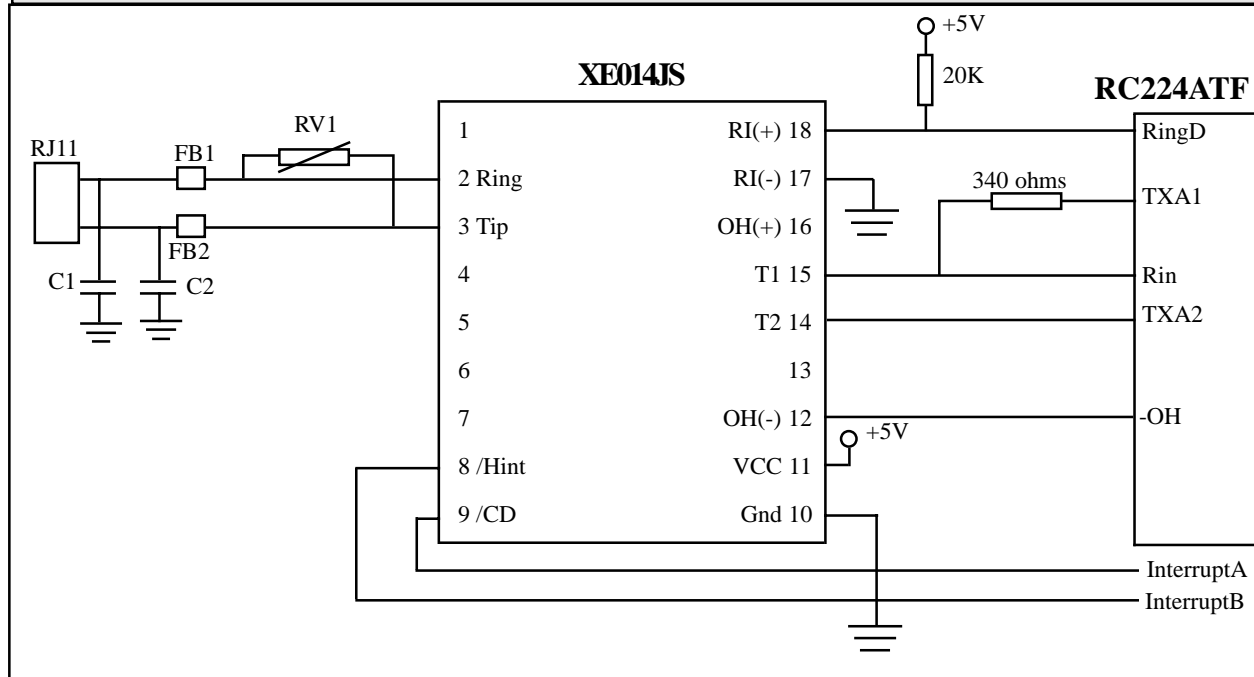 +5V
20K
XE014JS
RC224ATF
RJ11
FB1
RV1
FB2
C1
C2
1
2 Ring
3 Tip
4
5
6
7
8 /Hint
9 /CD
RI(+) 18
RI(-) 17
OH(+) 16
T1 15
T2 14
13
OH(-) 12
VCC 11
Gnd 10
+5V
340 ohms
RingD
TXA1
Rin
TXA2
-OH
InterruptA
InterruptB